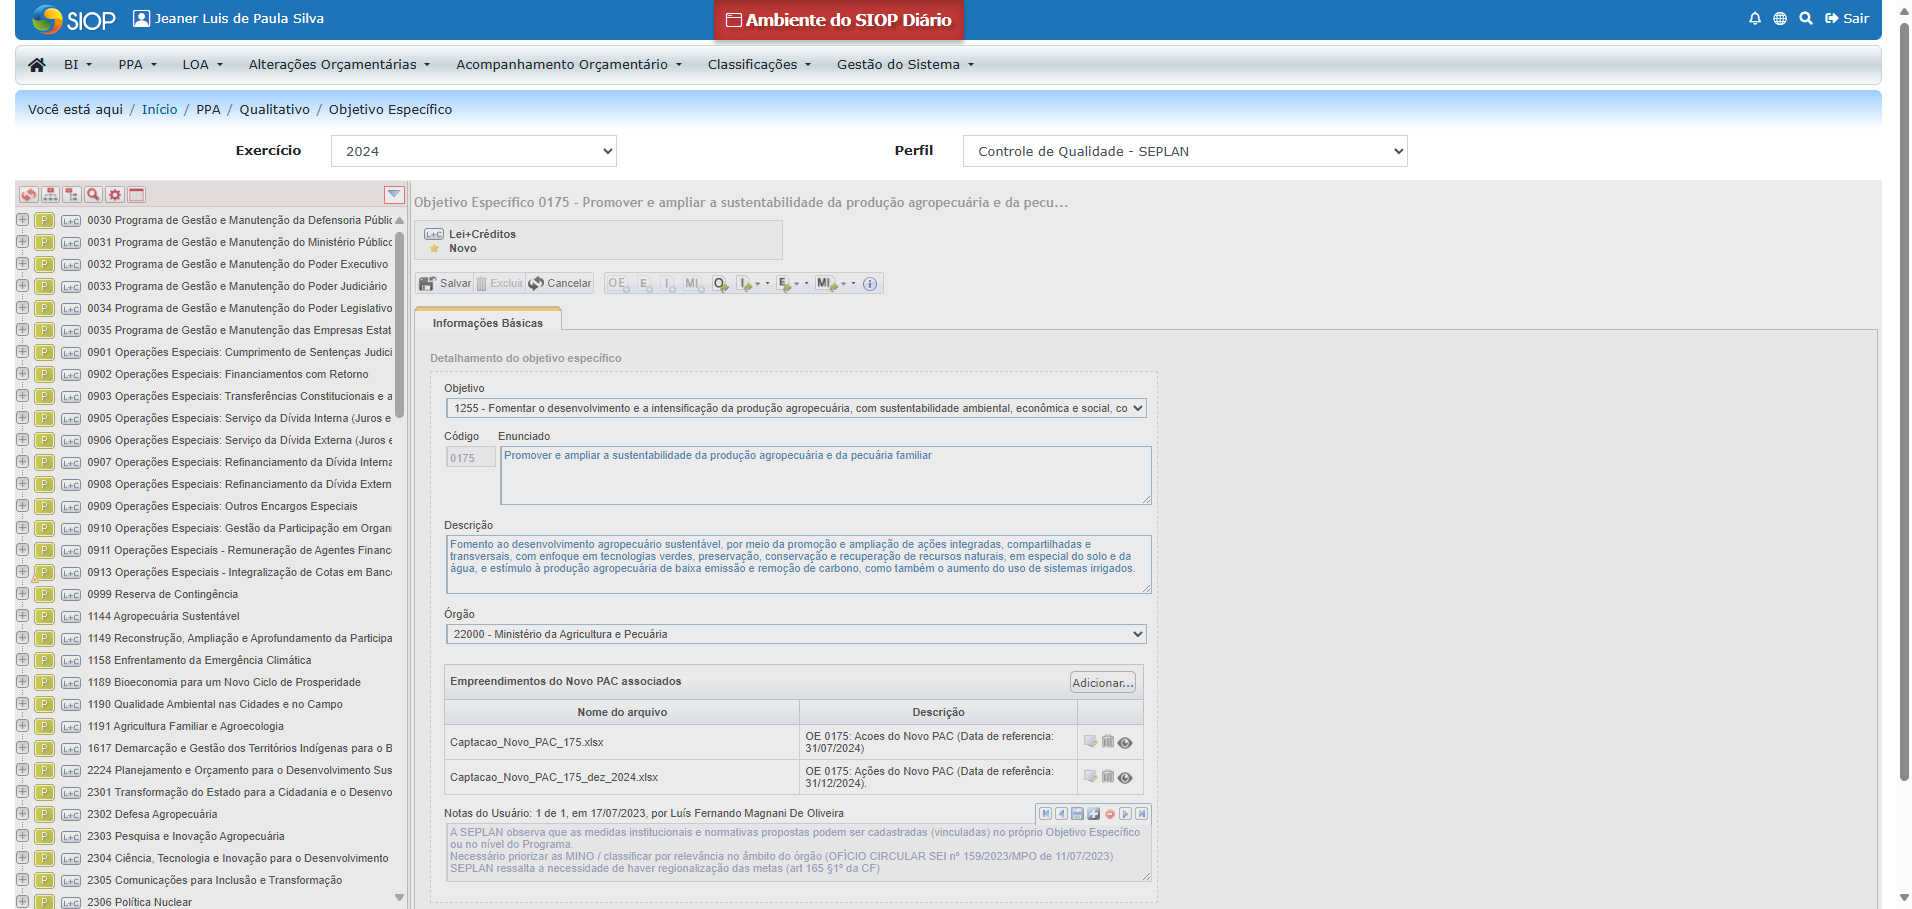 SIOP
Jeaner Luis de Paula Silva
Ambiente do SIOP Diário
Sair
BI
PPA
LOA
Alterações Orçamentárias
Acompanhamento Orçamentário
Classificações
Gestão do Sistema
Você está aqui / Início / PPA / Qualitativo / Objetivo Específico
Exercício
2024
Perfil
Controle de Qualidade - SEPLAN
P L+C 0030 Programa de Gestão e Manutenção da Defensoria Públic
P L+C 0031 Programa de Gestão e Manutenção do Ministério Público
P L+C 0032 Programa de Gestão e Manutenção do Poder Executivo
P L+C 0033 Programa de Gestão e Manutenção do Poder Judiciário
P L+C 0034 Programa de Gestão e Manutenção do Poder Legislativo
P L+C 0035 Programa de Gestão e Manutenção das Empresas Estat
P L+C 0901 Operações Especiais: Cumprimento de Sentenças Judici
P L+C 0902 Operações Especiais: Financiamentos com Retorno
P L+C 0903 Operações Especiais: Transferências Constitucionais e a
P L+C 0905 Operações Especiais: Serviço da Dívida Interna (Juros e
P L+C 0906 Operações Especiais: Serviço da Dívida Externa (Juros e
P L+C 0907 Operações Especiais: Refinanciamento da Dívida Interna
P L+C 0908 Operações Especiais: Refinanciamento da Dívida Extern
P L+C 0909 Operações Especiais: Outros Encargos Especiais
P L+C 0910 Operações Especiais: Gestão da Participação em Organi
P L+C 0911 Operações Especiais - Remuneração de Agentes Financ
P L+C 0913 Operações Especiais - Integralização de Cotas em Banc
P L+C 0999 Reserva de Contingência
P L+C 1144 Agropecuária Sustentável
P L+C 1149 Reconstrução, Ampliação e Aprofundamento da Participa
P L+C 1158 Enfrentamento da Emergência Climática
P L+C 1189 Bioeconomia para um Novo Ciclo de Prosperidade
P L+C 1190 Qualidade Ambiental nas Cidades e no Campo
P L+C 1191 Agricultura Familiar e Agroecologia
P L+C 1617 Demarcação e Gestão dos Territórios Indígenas para o B
P L+C 2224 Planejamento e Orçamento para o Desenvolvimento Sus
P L+C 2301 Transformação do Estado para a Cidadania e o Desenvo
P L+C 2302 Defesa Agropecuária
P L+C 2303 Pesquisa e Inovação Agropecuária
P L+C 2304 Ciência, Tecnologia e Inovação para o Desenvolvimento
P L+C 2305 Comunicações para Inclusão e Transformação
P L+C 2306 Política Nuclear
Objetivo Específico 0175 - Promover e ampliar a sustentabilidade da produção agropecuária e da pecu...
L+C Lei+Créditos
Novo
Salvar Excluir Cancelar OE E I MI O I E MI
Informações Básicas
Detalhamento do objetivo específico
Objetivo
1255 - Fomentar o desenvolvimento e a intensificação da produção agropecuária, com sustentabilidade ambiental, econômica e social, co
Código Enunciado
0175 Promover e ampliar a sustentabilidade da produção agropecuária e da pecuária familiar
Descrição
Fomento ao desenvolvimento agropecuário sustentável, por meio da promoção e ampliação de ações integradas, compartilhadas e
transversais, com enfoque em tecnologias verdes, preservação, conservação e recuperação de recursos naturais, em especial do solo e da
água, e estímulo à produção agropecuária de baixa emissão e remoção de carbono, como também o aumento do uso de sistemas irrigados.
Órgão
22000 - Ministério da Agricultura e Pecuária
Empreendimentos do Novo PAC associados
Adicionar...
Nome do arquivo Descrição
Captacao_Novo_PAC_175.xlsx
OE 0175: Acoes do Novo PAC (Data de referencia:
31/07/2024)
Captacao_Novo_PAC_175_dez_2024.xlsx
OE 0175: Ações do Novo PAC (Data de referência:
31/12/2024).
Notas do Usuário: 1 de 1, em 17/07/2023, por Luís Fernando Magnani De Oliveira
A SEPLAN observa que as medidas institucionais e normativas propostas podem ser cadastradas (vinculadas) no próprio Objetivo Específico
ou no nível do Programa.
Necessário priorizar as MINO / classificar por relevância no âmbito do órgão (OFÍCIO CIRCULAR SEI nº 159/2023/MPO de 11/07/2023)
SEPLAN ressalta a necessidade de haver regionalização das metas (art 165 §1º da CF)